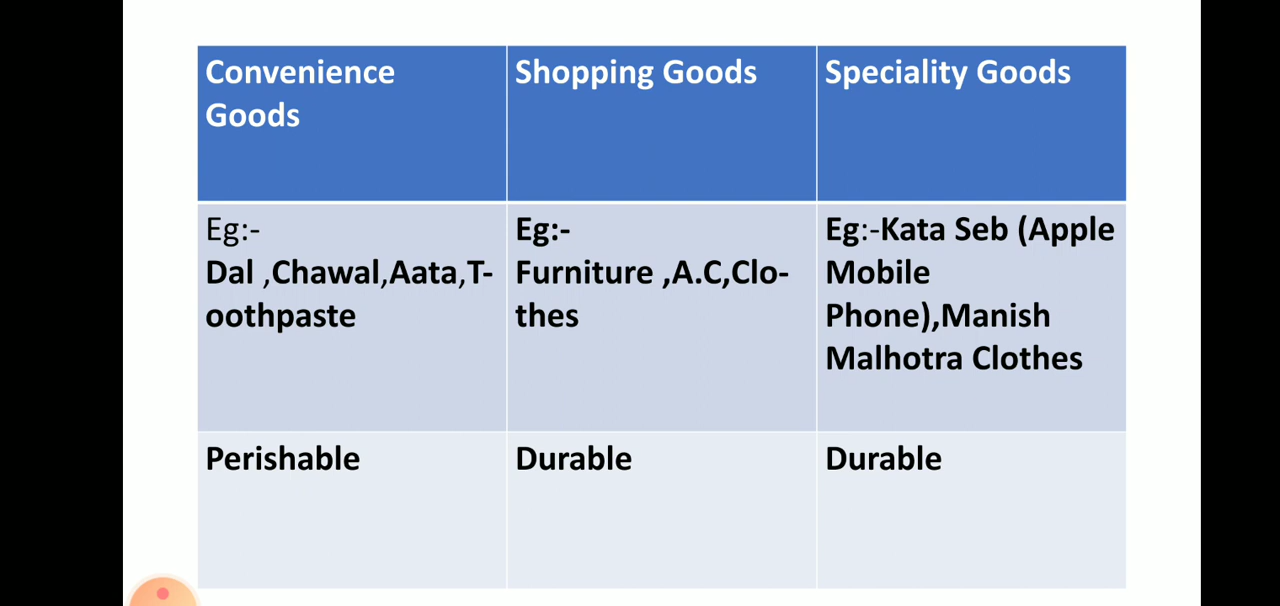 Convenience
Goods
Shopping Goods
Speciality Goods
Eg:-
Dal ,Chawal,Aata,T-
oothpaste
Eg:-
Furniture ,A.C,Clo-
thes
Eg:-Kata Seb (Apple
Mobile
Phone),Manish
Malhotra Clothes
Perishable
Durable
Durable